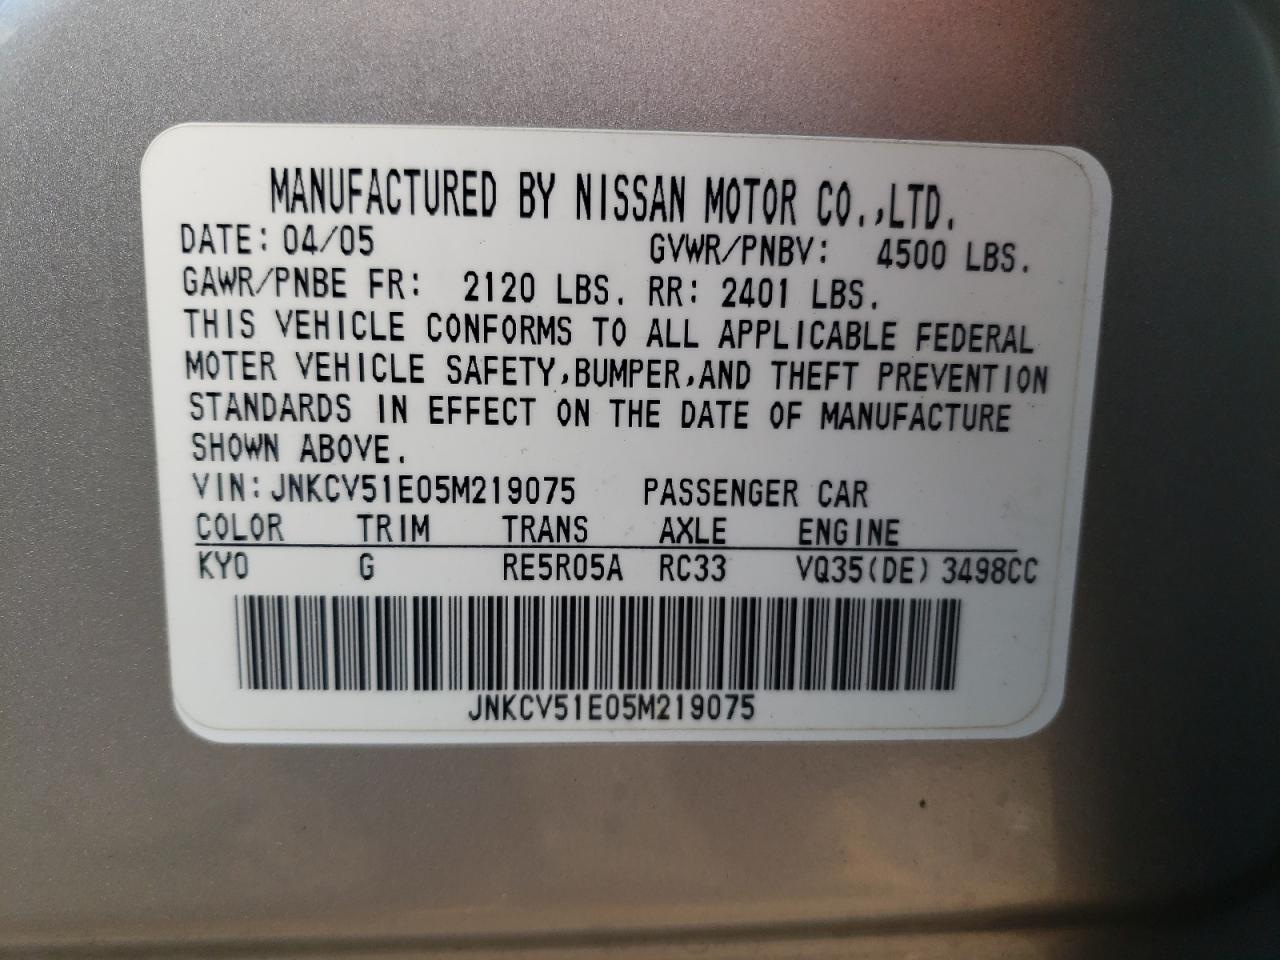 MANUFACTURED BY NISSAN MOTOR CO.,LTD.
DATE: 04/05 GVWR/PNBV: 4500 LBS.
GAWR/PNBE FR: 2120 LBS. RR: 2401 LBS.
THIS VEHICLE CONFORMS TO ALL APPLICABLE FEDERAL
MOTER VEHICLE SAFETY,BUMPER,AND THEFT PREVENTION
STANDARDS IN EFFECT ON THE DATE OF MANUFACTURE
SHOWN ABOVE.
VIN: JNKCV51E05M219075 PASSENGER CAR
COLOR TRIM TRANS AXLE ENGINE
KY0 G RE5R05A RC33 VQ35(DE) 3498CC
JNKCV51E05M219075